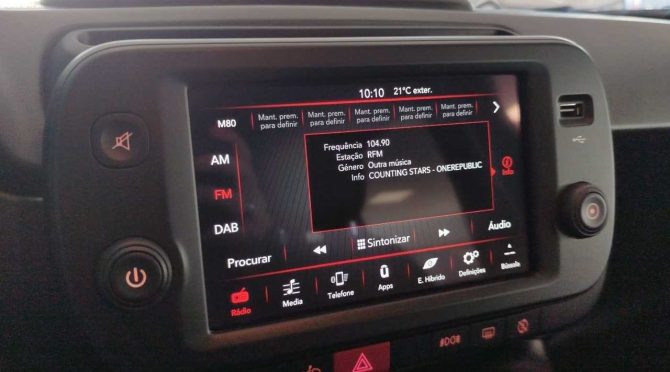 10:10 21°C exter.
M80 Mant. prem. para definir Mant. prem. para definir Mant. prem. para definir Mant. prem. para definir Mant. prem. para definir
AM
FM
DAB
Frequência 104.90
Estação RFM
Género Outra música
Info COUNTING STARS - ONEREPUBLIC
i
Info
Procurar Sintonizar Áudio
Rádio Media Telefone Apps E. Híbrido Definições Bússola